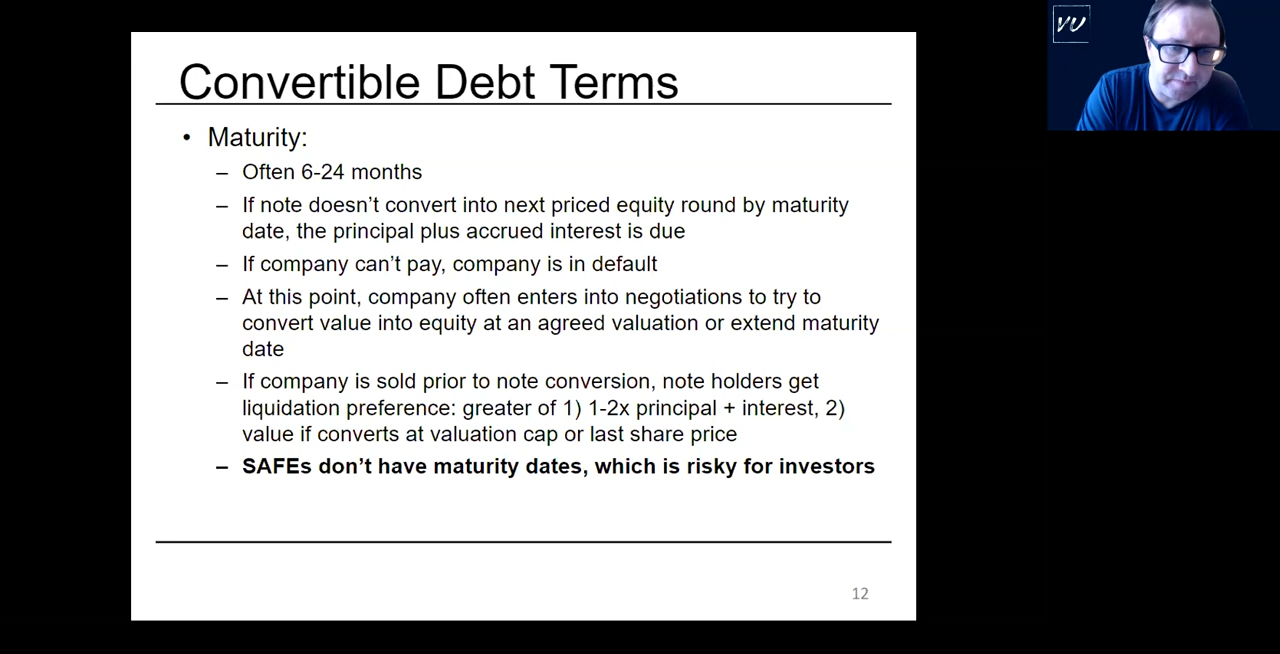 VU
Convertible Debt Terms
• Maturity:
– Often 6-24 months
– If note doesn’t convert into next priced equity round by maturity
date, the principal plus accrued interest is due
– If company can’t pay, company is in default
– At this point, company often enters into negotiations to try to
convert value into equity at an agreed valuation or extend maturity
date
– If company is sold prior to note conversion, note holders get
liquidation preference: greater of 1) 1-2x principal + interest, 2)
value if converts at valuation cap or last share price
– SAFEs don’t have maturity dates, which is risky for investors
12